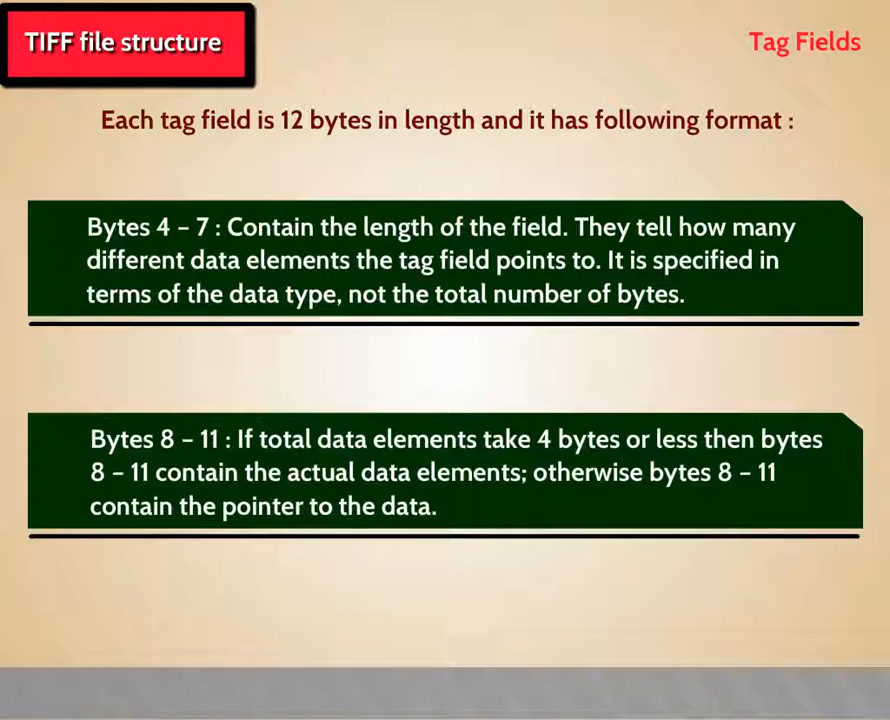 TIFF file structure
Tag Fields
Each tag field is 12 bytes in length and it has following format :
Bytes 4 – 7 : Contain the length of the field. They tell how many
different data elements the tag field points to. It is specified in
terms of the data type, not the total number of bytes.
Bytes 8 – 11 : If total data elements take 4 bytes or less then bytes
8 – 11 contain the actual data elements; otherwise bytes 8 – 11
contain the pointer to the data.